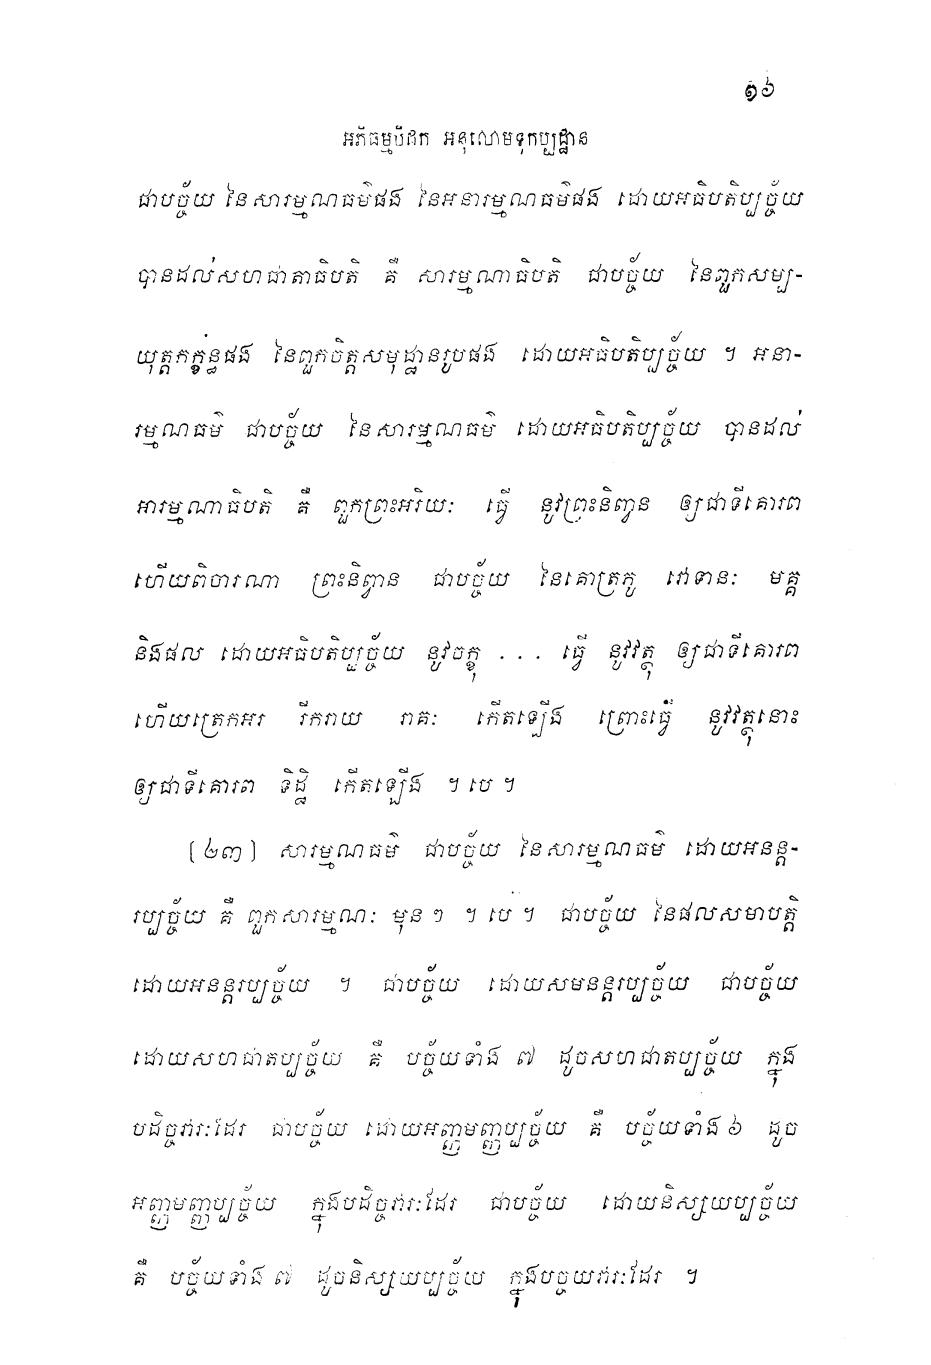 ១៦
អភិធម្មបិដក អនុលោមទុកប្បដ្ឋាន
ជាបច្ច័យ នៃសារម្មណធម៌ផង នៃអនារម្មណធម៌ផង ដោយអធិបតិប្បច្ច័យ
បានដល់សហជាតាធិបតិ គឺ សារម្មណាធិបតិ ជាបច្ច័យ នៃពួកសម្ប-
យុត្តកក្ខន្ធផង នៃពួកចិត្តសមុដ្ឋានរូបផង ដោយអធិបតិប្បច្ច័យ ។ អនា-
រម្មណធម៌ ជាបច្ច័យ នៃសារម្មណធម៌ ដោយអធិបតិប្បច្ច័យ បានដល់
អារម្មណាធិបតិ គឺ ពួកព្រះអរិយៈ ធ្វើ នូវព្រះនិញ្វន ឲ្យជាទីគោរព
ហើយពិចារណា ព្រះនិព្វាន ជាបច្ច័យ នៃគោត្រភូ វោទានៈ មគ្គ
និងផល ដោយអធិបតិប្បច្ច័យ នូវចក្ខុ ... ធ្វើ នូវវត្ថុ ឲ្យជាទីគោរព
ហើយត្រេកអរ រីករាយ រាគៈ កើតឡើង ព្រោះធ្វើ នូវវត្ថុនោះ
ឲ្យជាទីគោរព ទិដ្ឋិ កើតឡើង ។ បេ ។
[២៣] សារម្មណធម៌ ជាបច្ច័យ នៃសារម្មណធម៌ ដោយអនន្ត-
រប្បច្ច័យ គឺ ពួកសារម្មណៈ មុនៗ ។ បេ ។ ជាបច្ច័យ នៃផលសមាបត្តិ
ដោយអនន្តរប្បច្ច័យ ។ ជាបច្ច័យ ដោយសមនន្តរប្បច្ច័យ ជាបច្ច័យ
ដោយសហជាតប្បច្ច័យ គឺ បច្ច័យទាំង ៧ ដូចសហជាតប្បច្ច័យ ក្នុង
បដិច្ចវារៈដែរ ជាបច្ច័យ ដោយអញ្ញមញ្ញប្បច្ច័យ គឺ បច្ច័យទាំង ៦ ដូច
អញ្ញមញ្ញប្បច្ច័យ ក្នុងបដិច្ចវារៈដែរ ជាបច្ច័យ ដោយនិស្សយប្បច្ច័យ
គឺ បច្ច័យទាំង ៧ ដូចនិស្សយប្បច្ច័យ ក្នុងបច្ចយវារៈដែរ ។